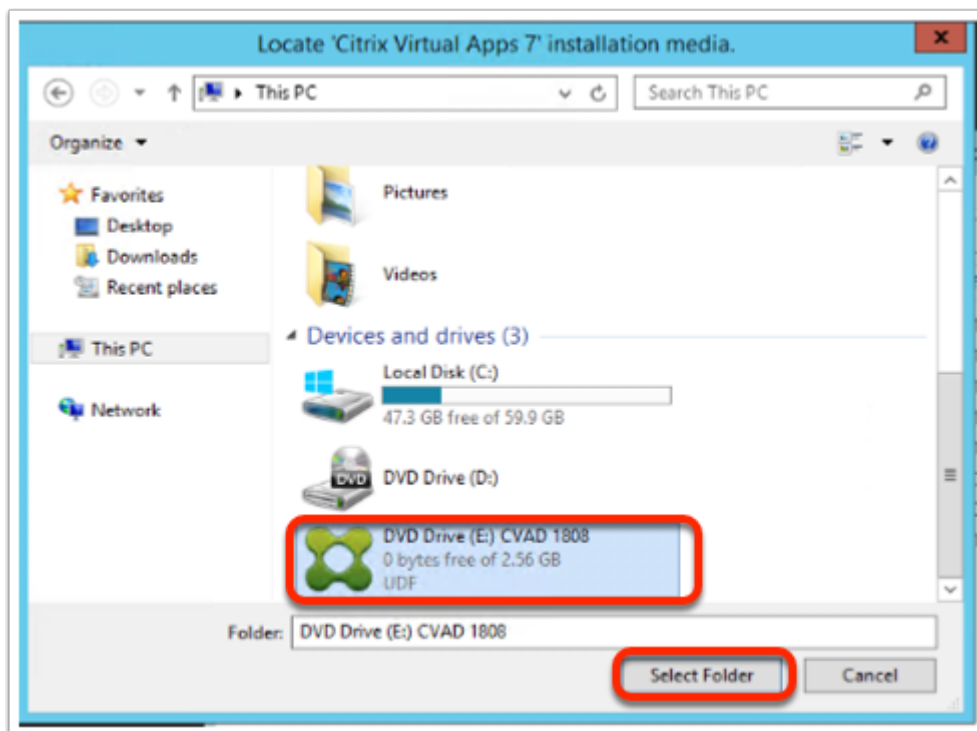 Locate 'Citrix Virtual Apps 7' installation media.
x
This PC
Search This PC
Organize
Favorites
Desktop
Downloads
Recent places
This PC
Network
Pictures
Videos
Devices and drives (3)
Local Disk (C:)
47.3 GB free of 59.9 GB
DVD
DVD Drive (D:)
DVD Drive (E:) CVAD 1808
0 bytes free of 2.56 GB
UDF
Folder: DVD Drive (E:) CVAD 1808
Select Folder
Cancel